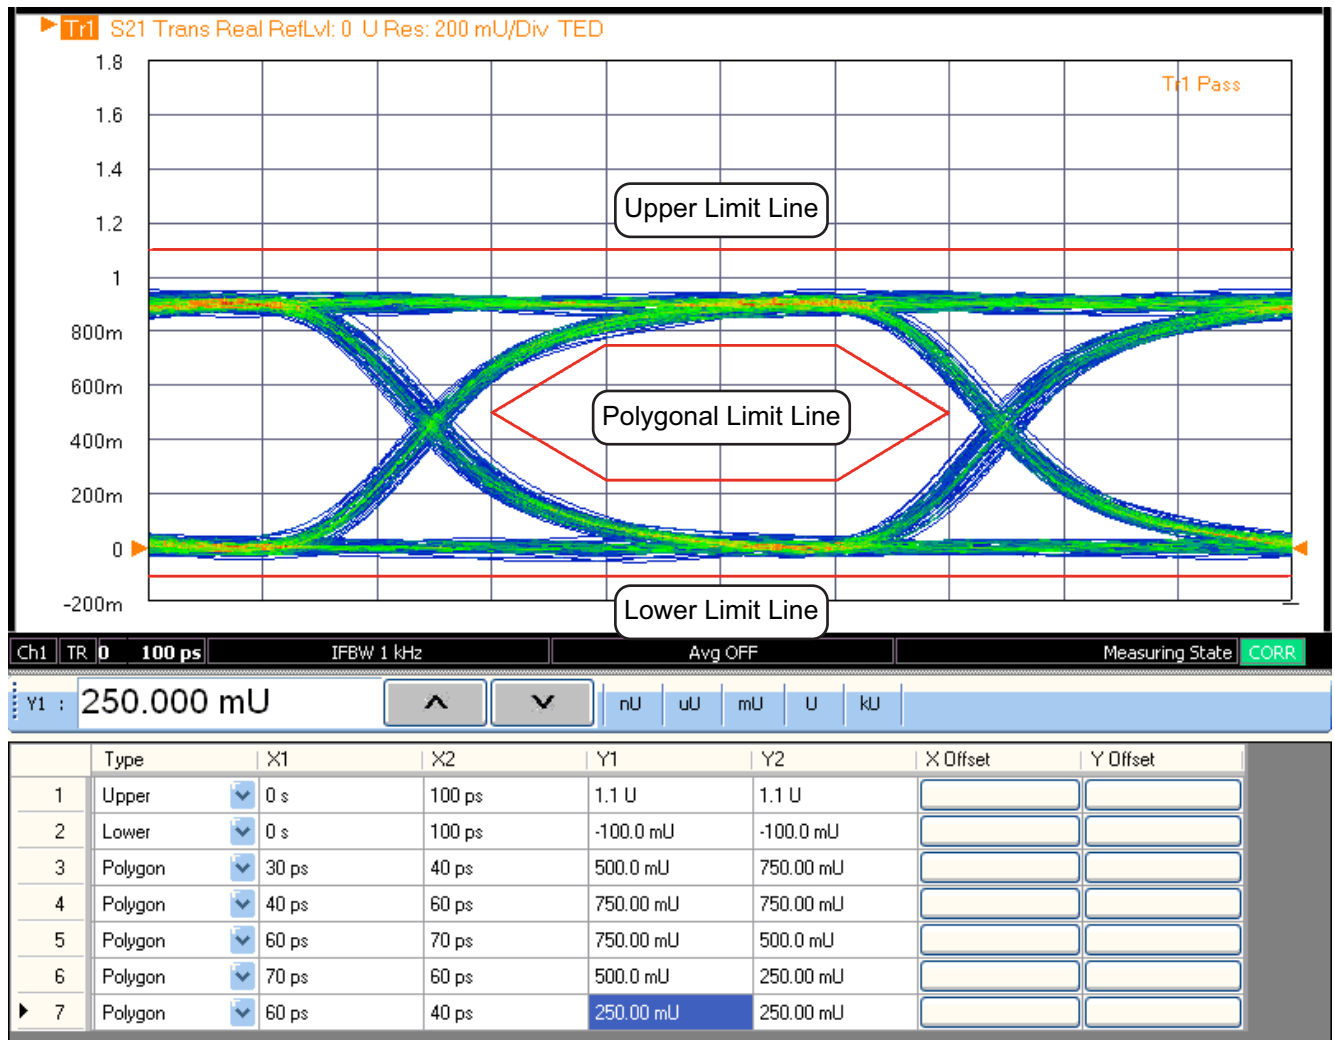 Tr1 S21 Trans Real RefLvl: 0 U Res: 200 mU/Div TED
1.8
Tr1 Pass
1.6
1.4
1.2
Upper Limit Line
1
800m
600m
Polygonal Limit Line
400m
200m
0
-200m
Lower Limit Line
Ch1 TR 0 100 ps IFBW 1 kHz Avg OFF Measuring State CORR
Y1 : 250.000 mU nU uU mU U kU
Type X1 X2 Y1 Y2 X Offset Y Offset
1 Upper 0 s 100 ps 1.1 U 1.1 U
2 Lower 0 s 100 ps -100.0 mU -100.0 mU
3 Polygon 30 ps 40 ps 500.0 mU 750.00 mU
4 Polygon 40 ps 60 ps 750.00 mU 750.00 mU
5 Polygon 60 ps 70 ps 750.00 mU 500.0 mU
6 Polygon 70 ps 60 ps 500.0 mU 250.00 mU
7 Polygon 60 ps 40 ps 250.00 mU 250.00 mU